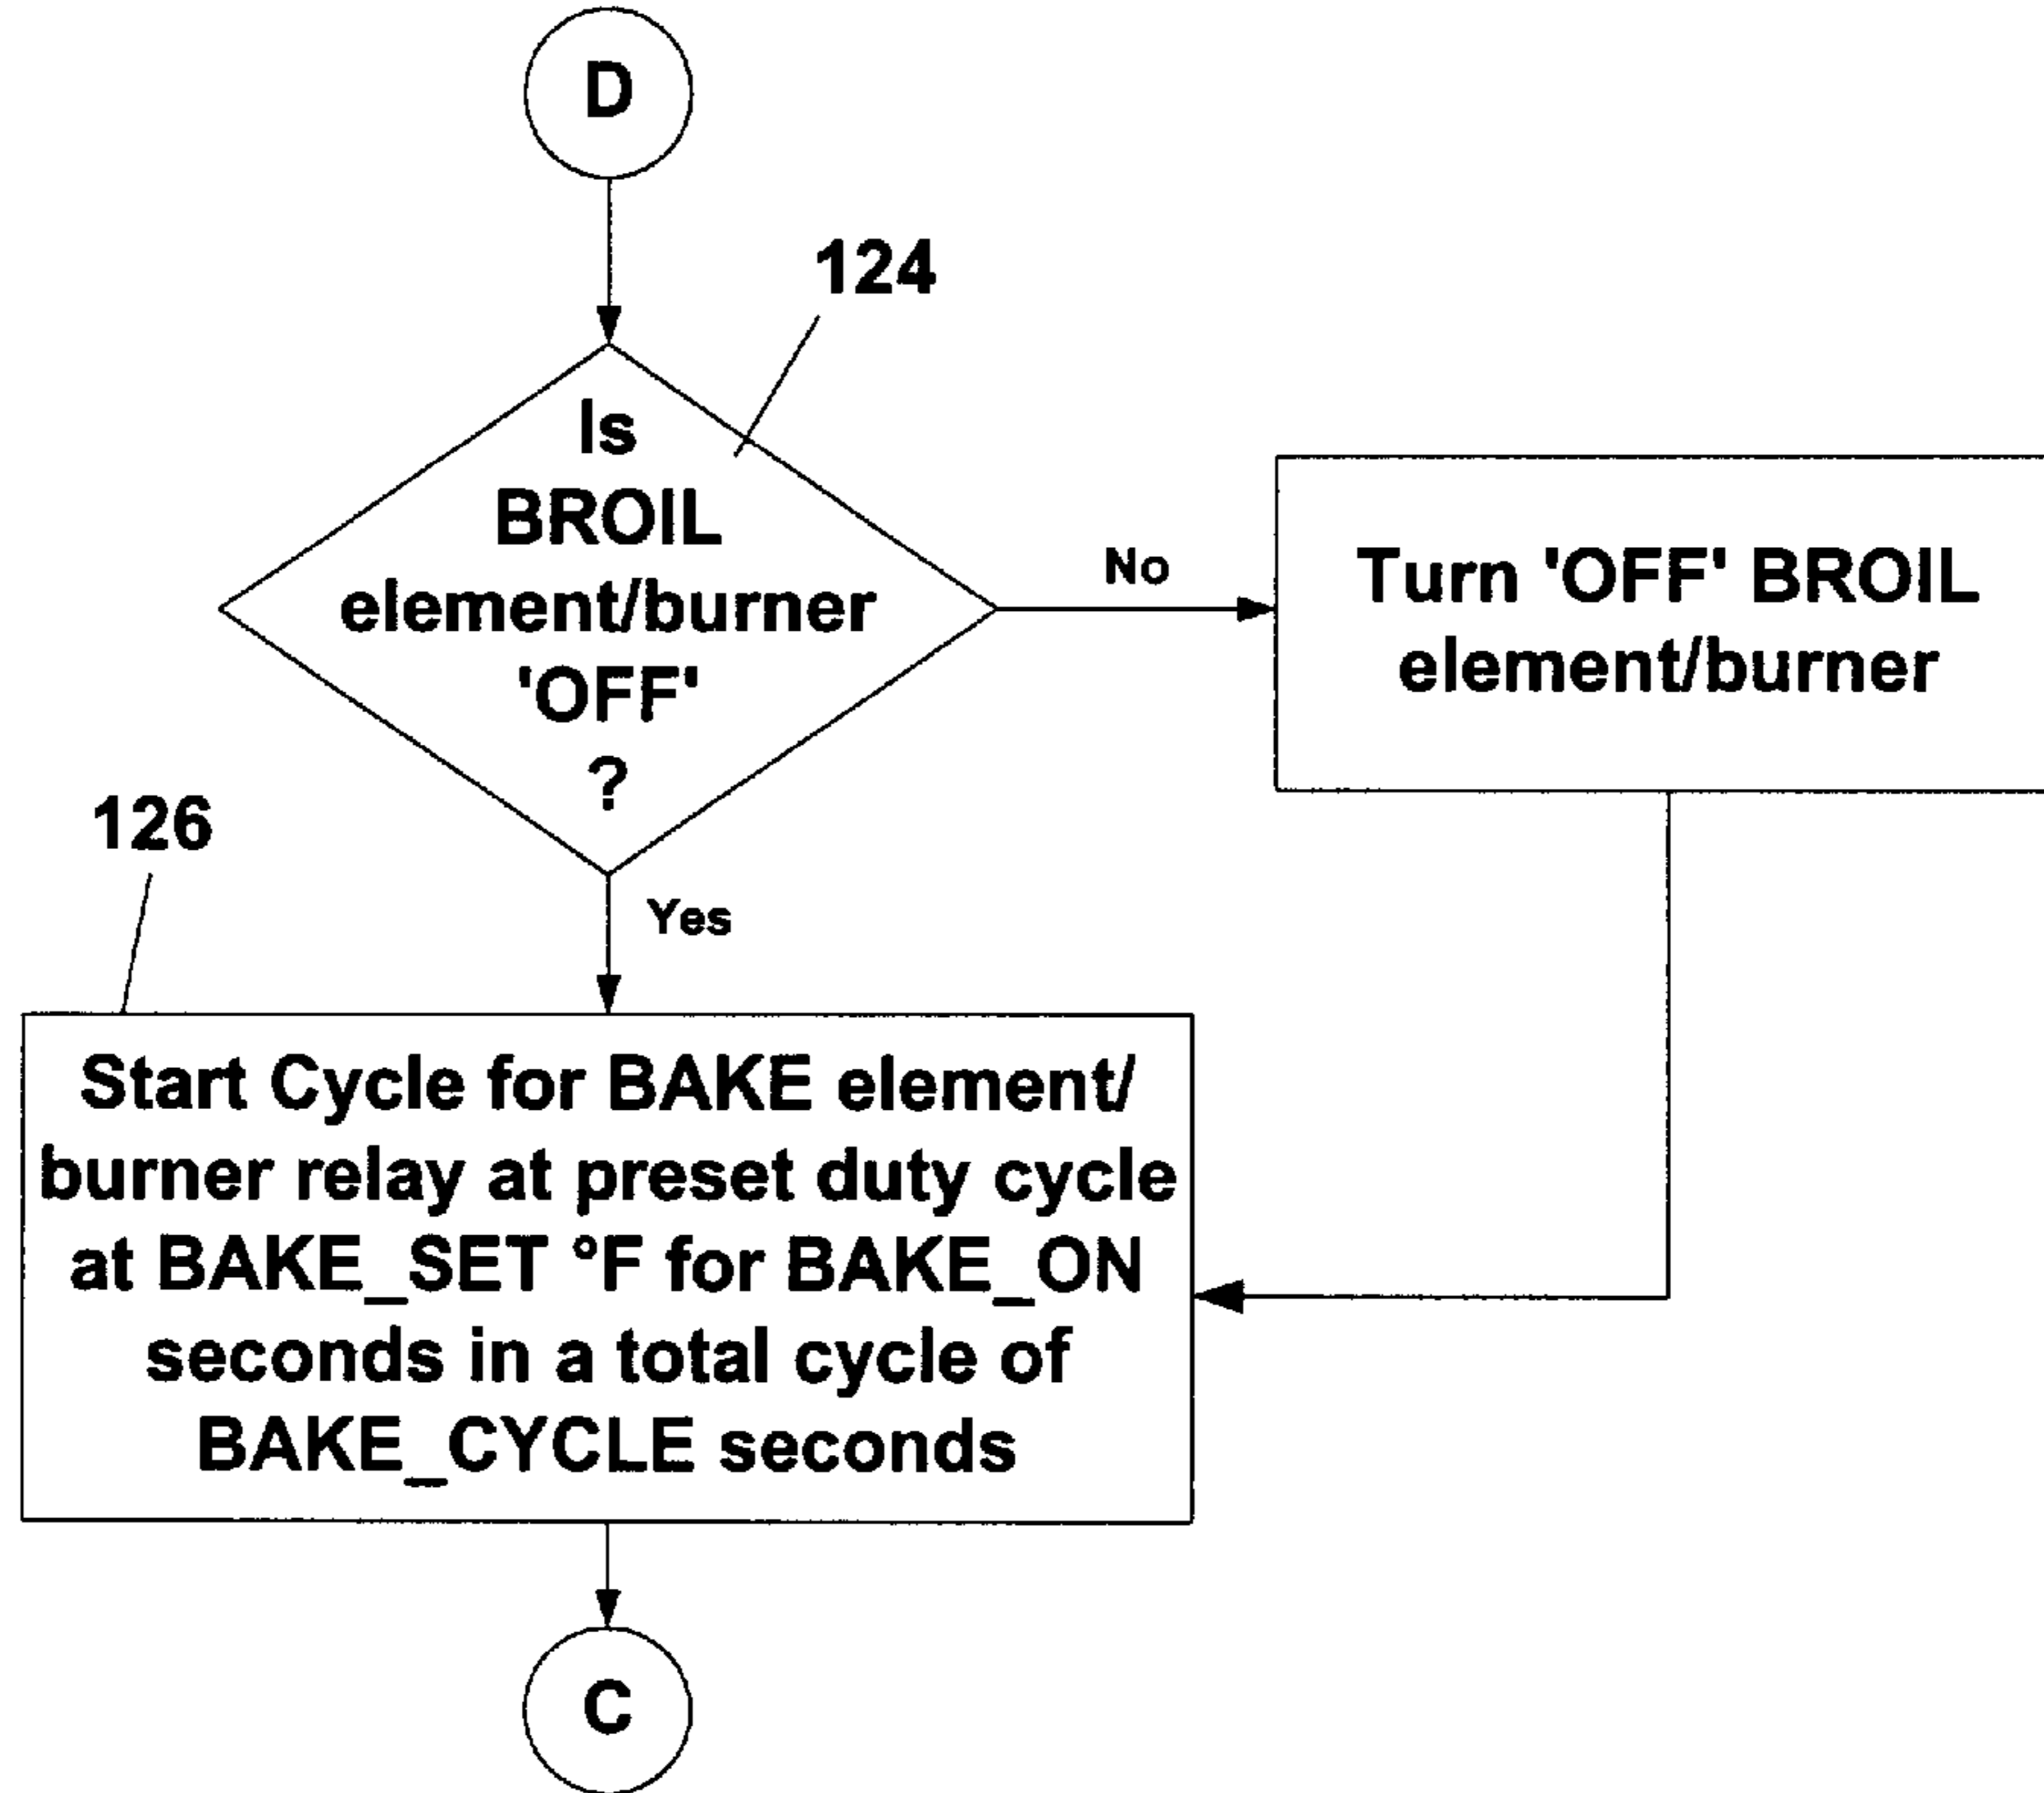 D
124
Is
BROIL
element/burner
'OFF'
?
No
Turn 'OFF' BROIL
element/burner
126
Yes
Start Cycle for BAKE element/
burner relay at preset duty cycle
at BAKE_SET °F for BAKE_ON
seconds in a total cycle of
BAKE_CYCLE seconds
C